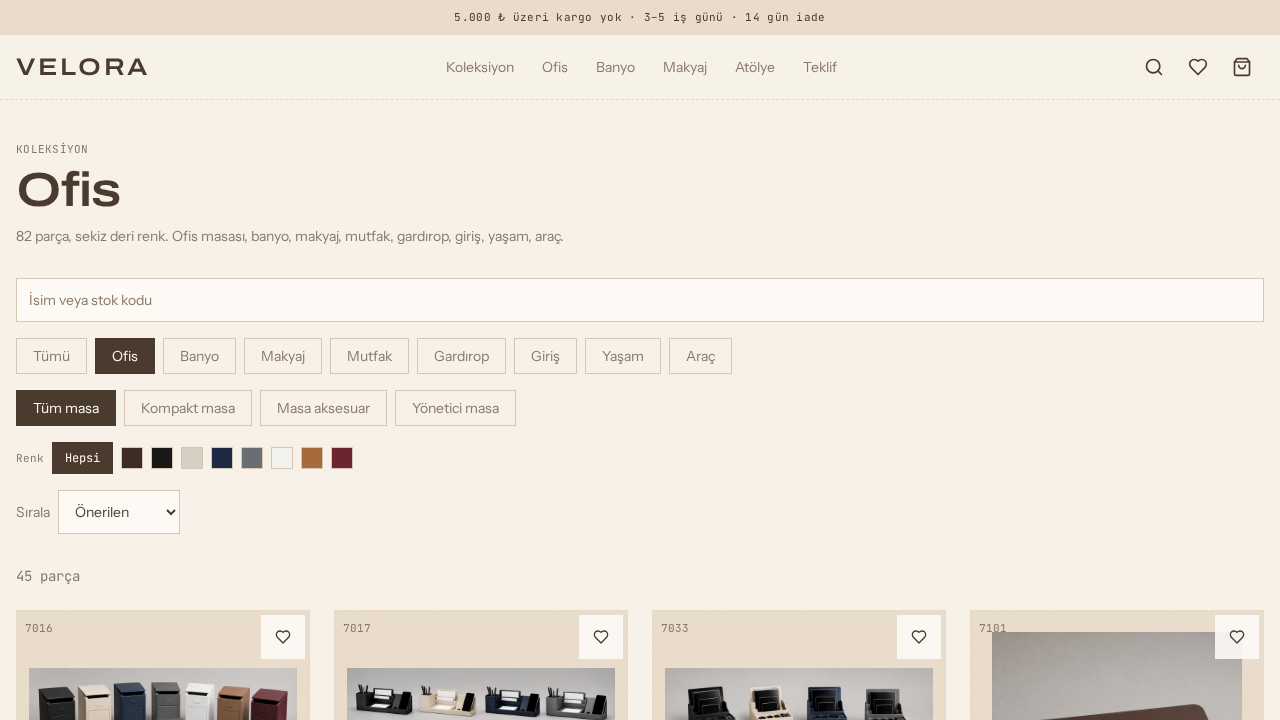 5.000 ₺ üzeri kargo yok · 3–5 iş günü · 14 gün iade
VELORA
Koleksiyon
Ofis
Banyo
Makyaj
Atölye
Teklif
KOLEKSİYON
Ofis
82 parça, sekiz deri renk. Ofis masası, banyo, makyaj, mutfak, gardırop, giriş, yaşam, araç.
İsim veya stok kodu
Tümü
Ofis
Banyo
Makyaj
Mutfak
Gardırop
Giriş
Yaşam
Araç
Tüm masa
Kompakt masa
Masa aksesuar
Yönetici masa
Renk
Hepsi
Sırala
Önerilen
45 parça
7016
7017
7033
7101